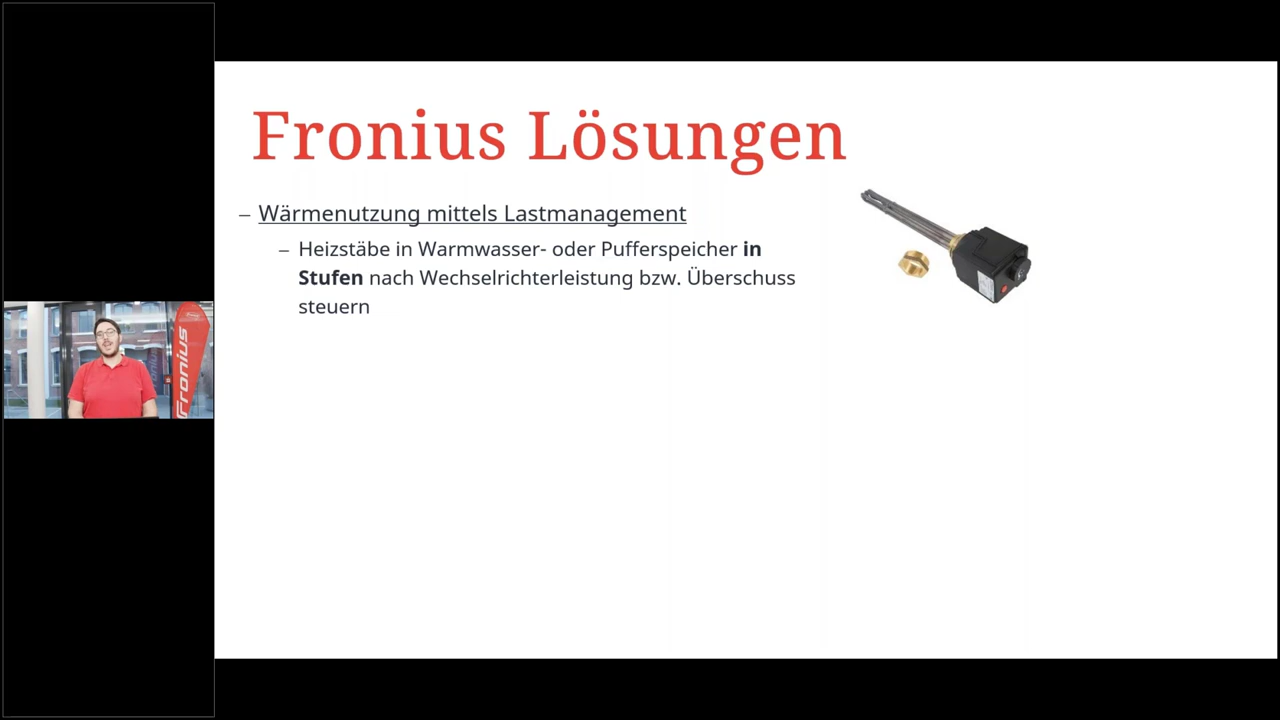 Fronius Lösungen
– Wärmenutzung mittels Lastmanagement
– Heizstäbe in Warmwasser- oder Pufferspeicher in
Stufen nach Wechselrichterleistung bzw. Überschuss
steuern
Fronius